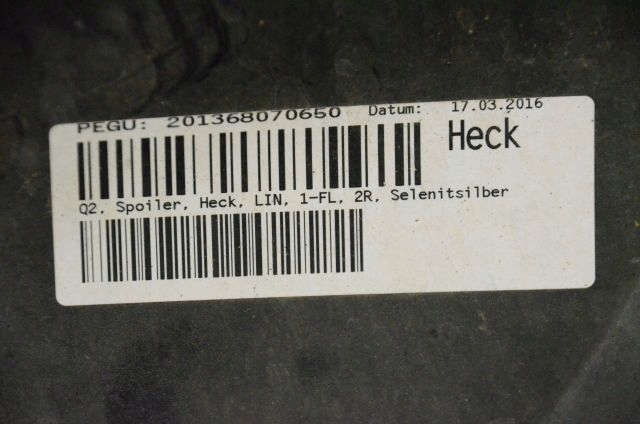 PEGU: 201368070650 Datum: 17.03.2016
Heck
Q2, Spoiler, Heck, LIN, 1-FL, 2R, Selenitsilber